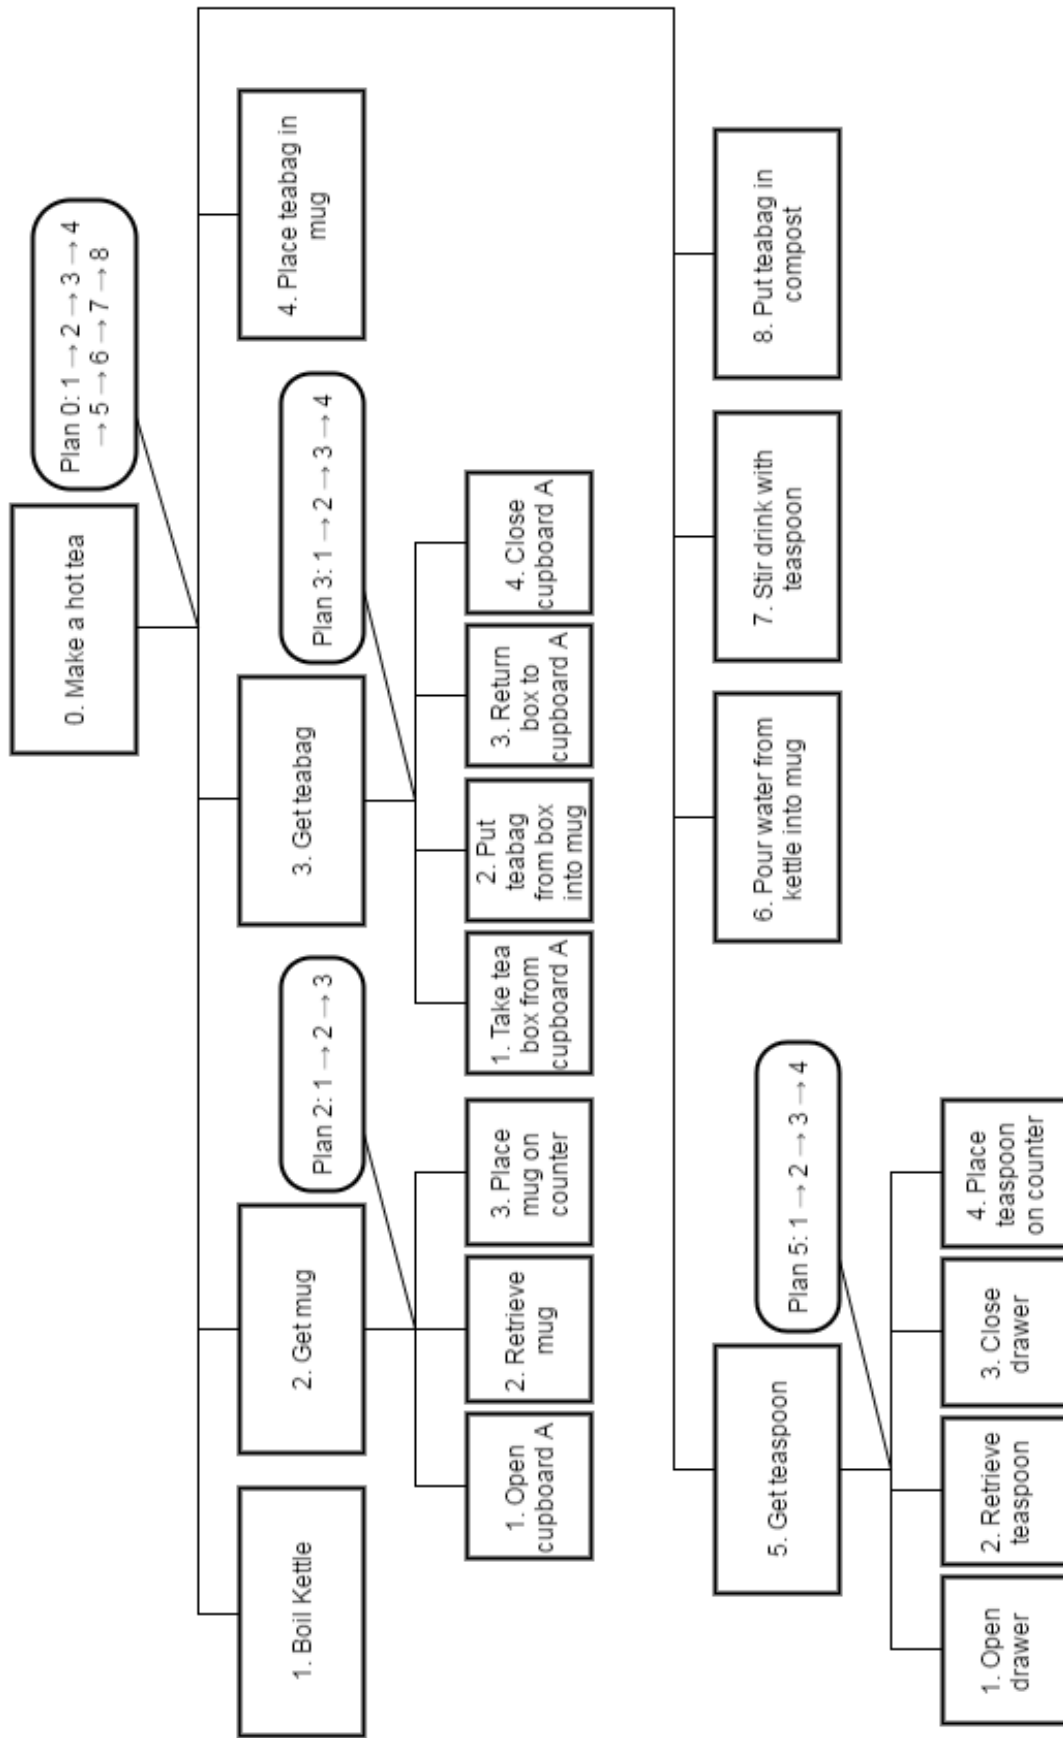 0. Make a hot tea
Plan 0: 1 → 2 → 3 → 4
→ 5 → 6 → 7 → 8
1. Boil Kettle
2. Get mug
Plan 2: 1 → 2 → 3
3. Get teabag
Plan 3: 1 → 2 → 3 → 4
4. Place teabag in
mug
1. Open
cupboard A
2. Retrieve
mug
3. Place
mug on
counter
1. Take tea
box from
cupboard A
2. Put
teabag
from box
into mug
3. Return
box to
cupboard A
4. Close
cupboard A
5. Get teaspoon
Plan 5: 1 → 2 → 3 → 4
6. Pour water from
kettle into mug
7. Stir drink with
teaspoon
8. Put teabag in
compost
1. Open
drawer
2. Retrieve
teaspoon
3. Close
drawer
4. Place
teaspoon
on counter